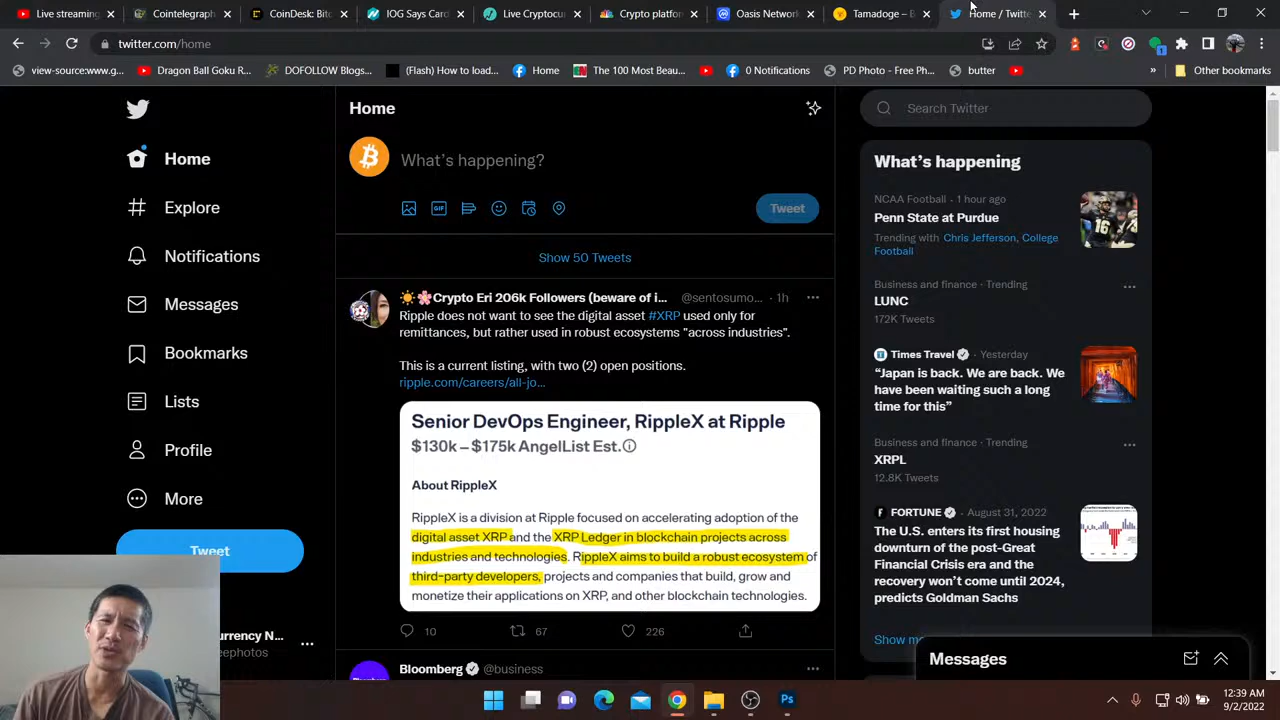 Live streaming
Cointelegraph
CoinDesk: Bitc
IOG Says Card
Live Cryptocur
Crypto platfor
Oasis Network
Tamadoge – B
Home / Twitte
twitter.com/home
view-source:www.g...
Dragon Ball Goku R...
DOFOLLOW Blogs...
(Flash) How to load...
Home
The 100 Most Beau...
0 Notifications
PD Photo - Free Ph...
butter
»
Other bookmarks
Home
Explore
Notifications
Messages
Bookmarks
Lists
Profile
More
Tweet
urrency N...
eephotos
Home
What's happening?
GIF
Tweet
Show 50 Tweets
Crypto Eri 206k Followers (beware of i... @sentosumo... · 1h
Ripple does not want to see the digital asset #XRP used only for
remittances, but rather used in robust ecosystems "across industries".
This is a current listing, with two (2) open positions.
ripple.com/careers/all-jo...
Senior DevOps Engineer, RippleX at Ripple
$130k – $175k AngelList Est.
About RippleX
RippleX is a division at Ripple focused on accelerating adoption of the
digital asset XRP and the XRP Ledger in blockchain projects across
industries and technologies. RippleX aims to build a robust ecosystem of
third-party developers, projects and companies that build, grow and
monetize their applications on XRP, and other blockchain technologies.
10 67 226
Bloomberg @business
Search Twitter
What's happening
NCAA Football · 1 hour ago
Penn State at Purdue
Trending with Chris Jefferson, College
Football
16
Business and finance · Trending
LUNC
172K Tweets
Times Travel · Yesterday
"Japan is back. We are back. We
have been waiting such a long
time for this"
Business and finance · Trending
XRPL
12.8K Tweets
FORTUNE · August 31, 2022
The U.S. enters its first housing
downturn of the post-Great
Financial Crisis era and the
recovery won't come until 2024,
predicts Goldman Sachs
Show mo
Messages
Ps
12:39 AM
9/2/2022